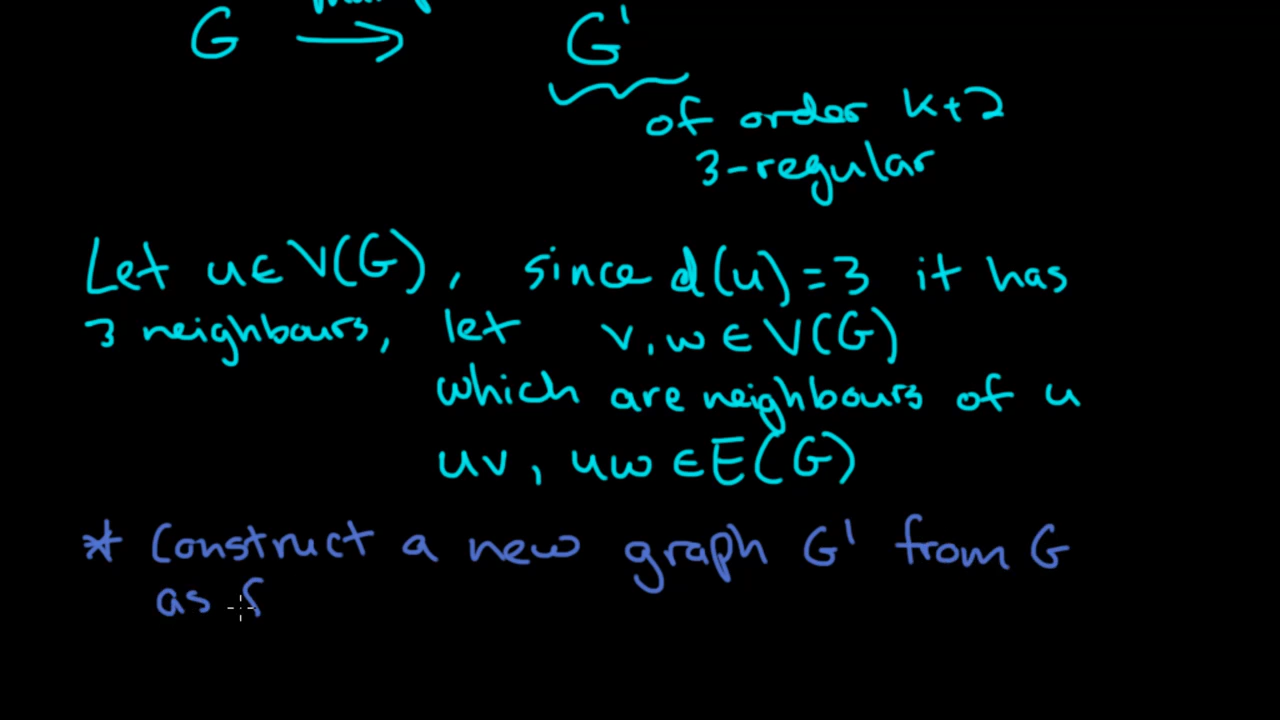 G → G'
of order k+2
3-regular
Let u∈V(G), since d(u)=3 it has
3 neighbours, let v,w ∈ V(G)
which are neighbours of u
uv, uw ∈E(G)
* Construct a new graph G' from G
as